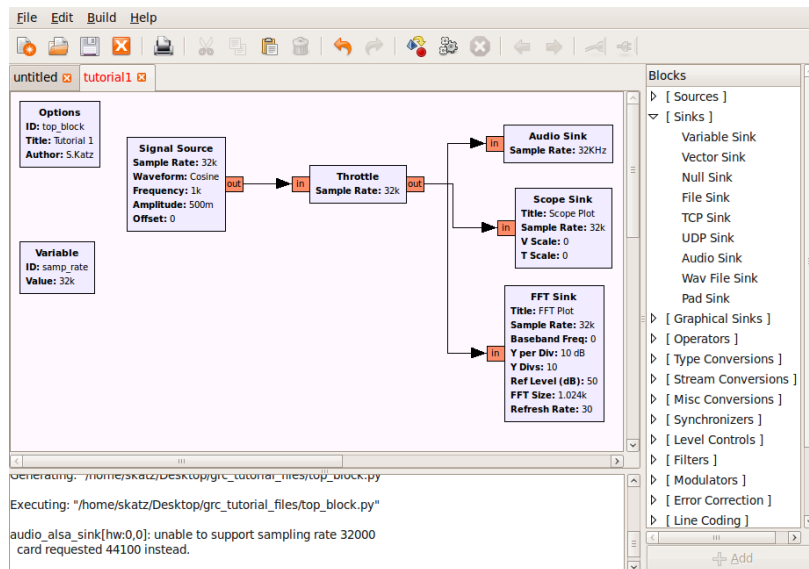 File Edit Build Help
untitled tutorial1
Options
ID: top_block
Title: Tutorial 1
Author: S.Katz
Signal Source
Sample Rate: 32k
Waveform: Cosine
Frequency: 1k
Amplitude: 500m
Offset: 0
out
in
Throttle
Sample Rate: 32k
out
in
Audio Sink
Sample Rate: 32KHz
in
Scope Sink
Title: Scope Plot
Sample Rate: 32k
V Scale: 0
T Scale: 0
Variable
ID: samp_rate
Value: 32k
in
FFT Sink
Title: FFT Plot
Sample Rate: 32k
Baseband Freq: 0
Y per Div: 10 dB
Y Divs: 10
Ref Level (dB): 50
FFT Size: 1.024k
Refresh Rate: 30
Blocks
[ Sources ]
[ Sinks ]
Variable Sink
Vector Sink
Null Sink
File Sink
TCP Sink
UDP Sink
Audio Sink
Wav File Sink
Pad Sink
[ Graphical Sinks ]
[ Operators ]
[ Type Conversions ]
[ Stream Conversions ]
[ Misc Conversions ]
[ Synchronizers ]
[ Level Controls ]
[ Filters ]
[ Modulators ]
[ Error Correction ]
[ Line Coding ]
Add
Generating: "/home/skatz/Desktop/grc_tutorial_files/top_block.py"
Executing: "/home/skatz/Desktop/grc_tutorial_files/top_block.py"
audio_alsa_sink[hw:0,0]: unable to support sampling rate 32000
card requested 44100 instead.